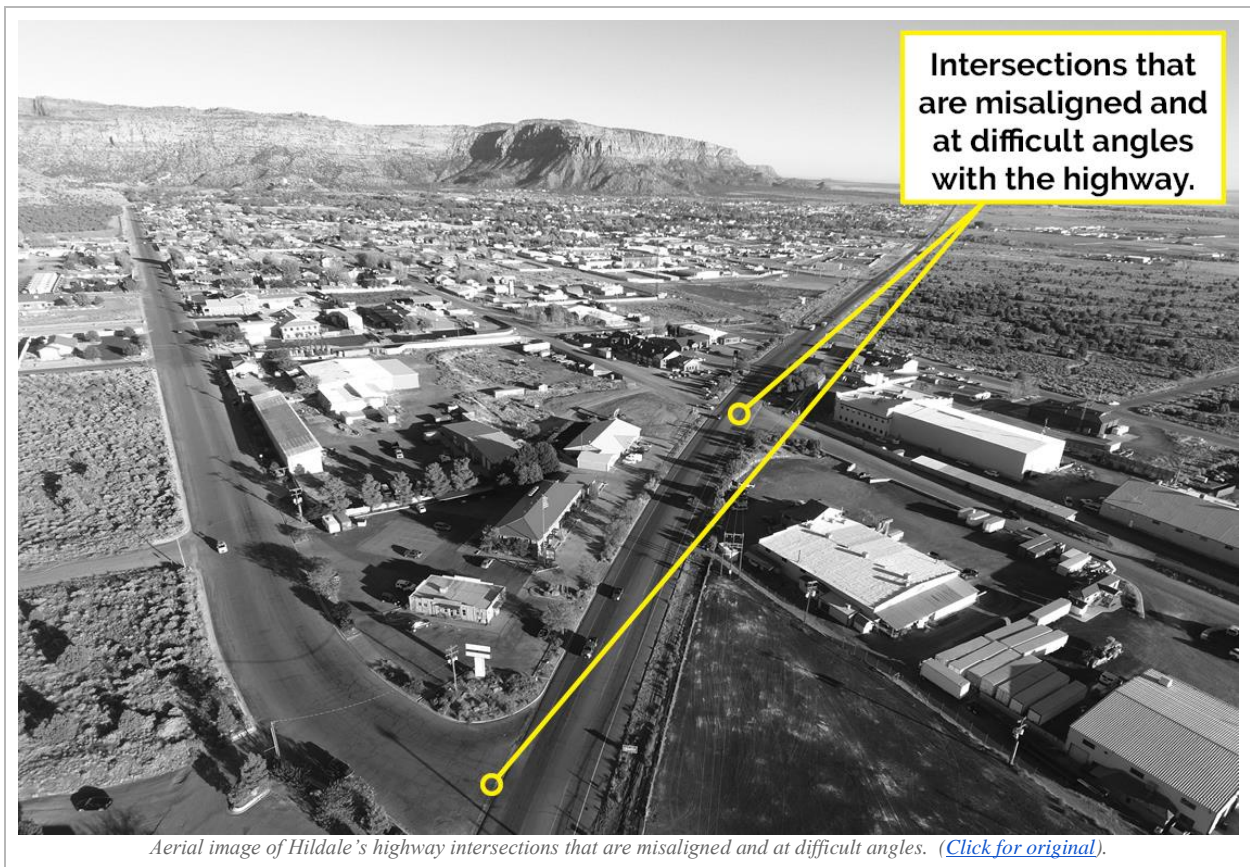 Intersections that
are misaligned and
at difficult angles
with the highway.
Aerial image of Hildale’s highway intersections that are misaligned and at difficult angles.  (Click for original).